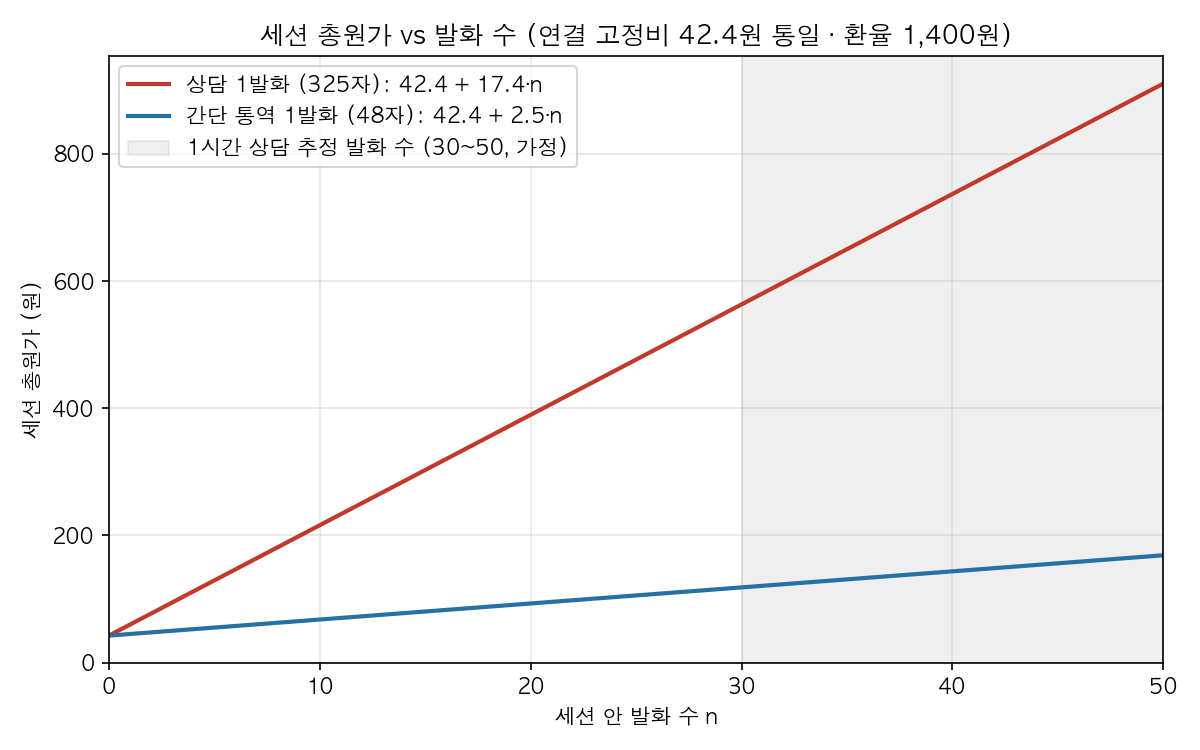 세션 총원가 vs 발화 수 (연결 고정비 42.4원 통일 · 환율 1,400원)
상담 1발화 (325자): 42.4 + 17.4·n
간단 통역 1발화 (48자): 42.4 + 2.5·n
1시간 상담 추정 발화 수 (30~50, 가정)
세션 총원가 (원)
800
600
400
200
0
0 10 20 30 40 50
세션 안 발화 수 n